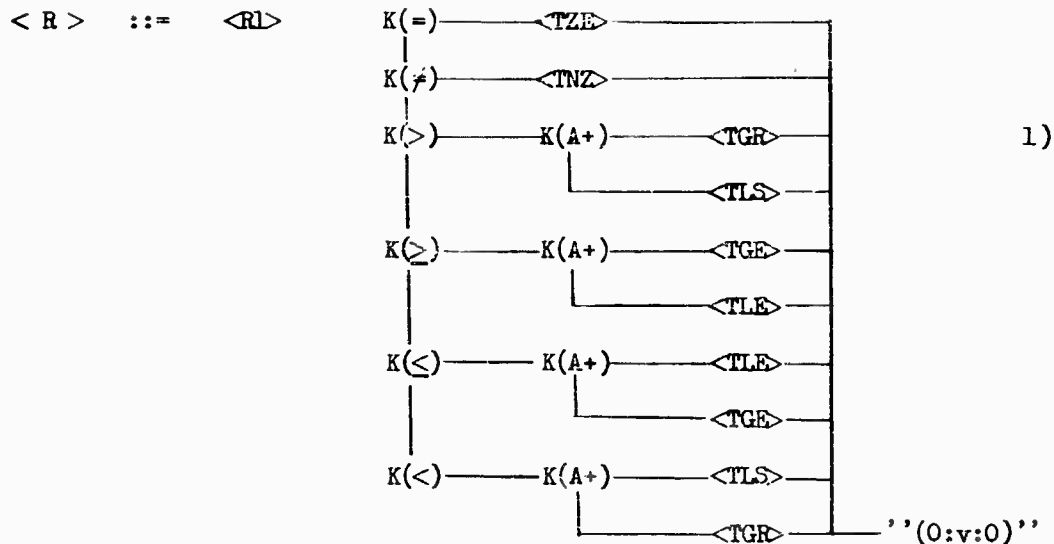 < R > ::= <R1> K(=) <TZE>
K(≠) <TNZ>
K(>) K(A+) <TGR> 1)
<TLS>
K(≥) K(A+) <TGE>
<TLE>
K(≤) K(A+) <TLE>
<TGE>
K(<) K(A+) <TLS>
<TGR> ''(0:v:0)''